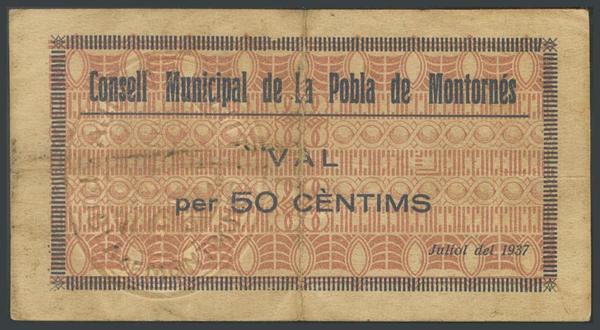 Consell Municipal de La Pobla de Montornés
VAL
per 50 CÈNTIMS
Juliol del 1937